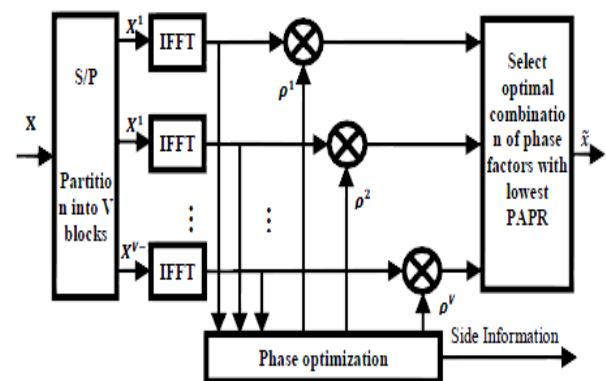 X
S/P
Partitio
n into V
blocks
X¹
IFFT
X¹
IFFT
⋮
⋮
X^{V-}
IFFT
ρ¹
ρ²
ρ^V
Select
optimal
combinatio
n of phase
factors with
lowest
PAPR
x̃
Phase optimization
Side Information